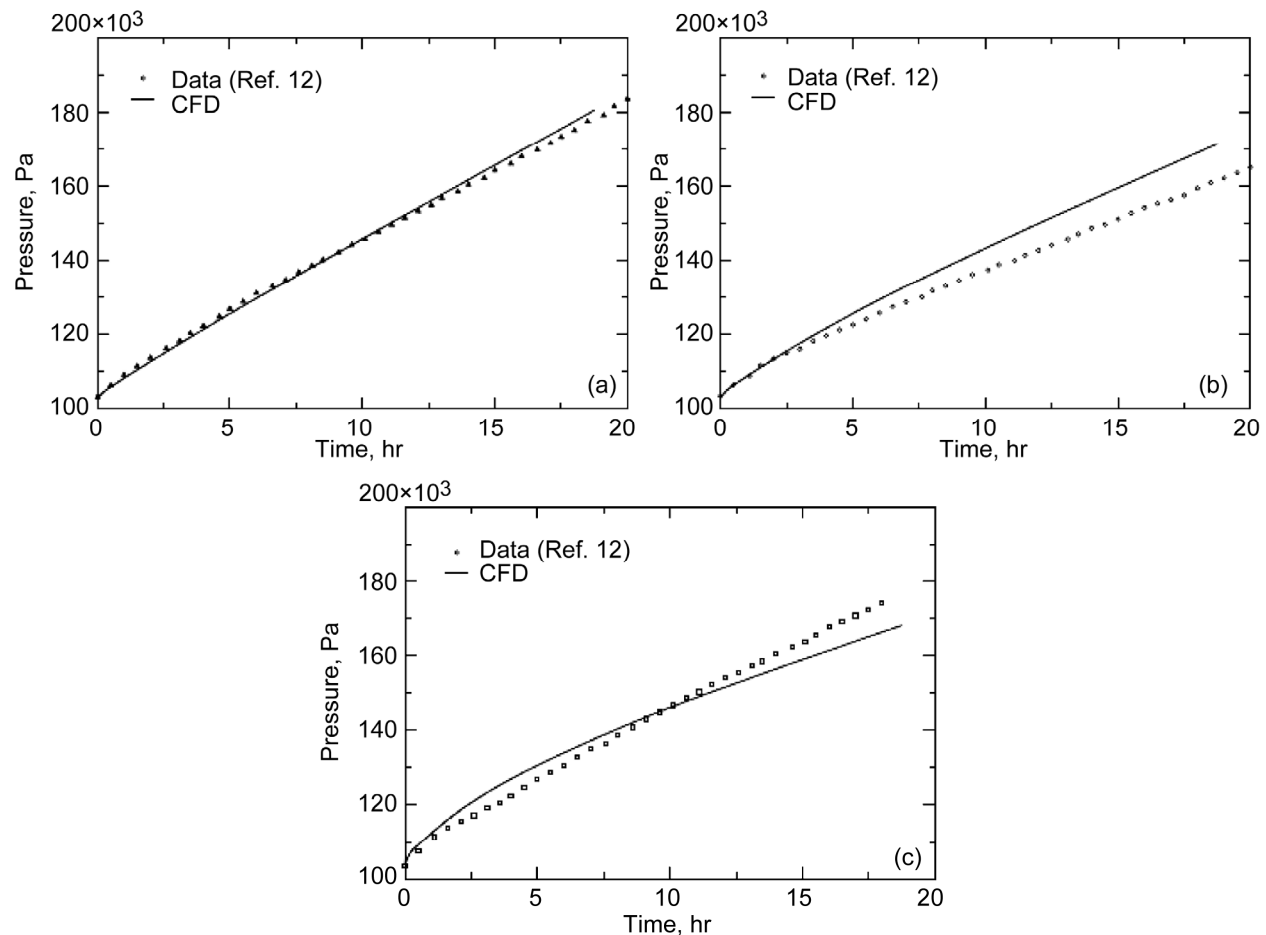 200×10³
Data (Ref. 12)
CFD
180
160
140
120
100
Pressure, Pa
(a)
0 5 10 15 20
Time, hr
200×10³
Data (Ref. 12)
CFD
180
160
140
120
100
Pressure, Pa
(b)
0 5 10 15 20
Time, hr
200×10³
Data (Ref. 12)
CFD
180
160
140
120
100
Pressure, Pa
(c)
0 5 10 15 20
Time, hr